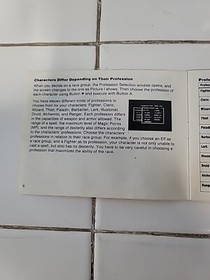 Characters Differ Depending on Their Profession
When you decide on a race group, the Profession Selection window opens, and
the screen changes to the one as Picture 1 shows. Then choose the profession of
each character using Button ▼ and execute with Button A.
You have eleven different kinds of professions to
choose from for your characters: Fighter, Cleric,
Wizard, Thief, Paladin, Barbarian, Lark, Illusionist,
Druid, Alchemist, and Ranger. Each profession differs
in the capacities of weapon and armor allowed. The
range of a spell, the maximum level of Magic Points
(MP), and the range of dexterity also differs according
to the characters' profession. Choose the characters'
professions in relation to their race group. For example, if you choose an Elf as
a race group, and a Fighter as its profession, your character is not only unable to
cast a spell, but also has no dexterity. You have to be very careful in choosing a
profession that maximizes the ability of the race.
Profe